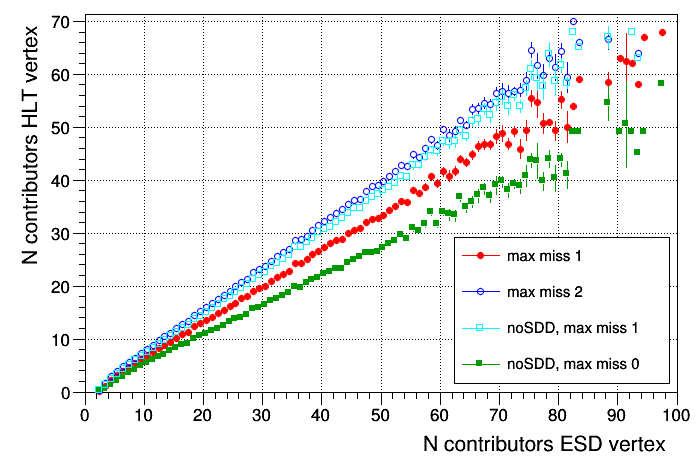 N contributors HLT vertex
70
60
50
40
30
20
10
0
max miss 1
max miss 2
noSDD, max miss 1
noSDD, max miss 0
0 10 20 30 40 50 60 70 80 90 100
N contributors ESD vertex